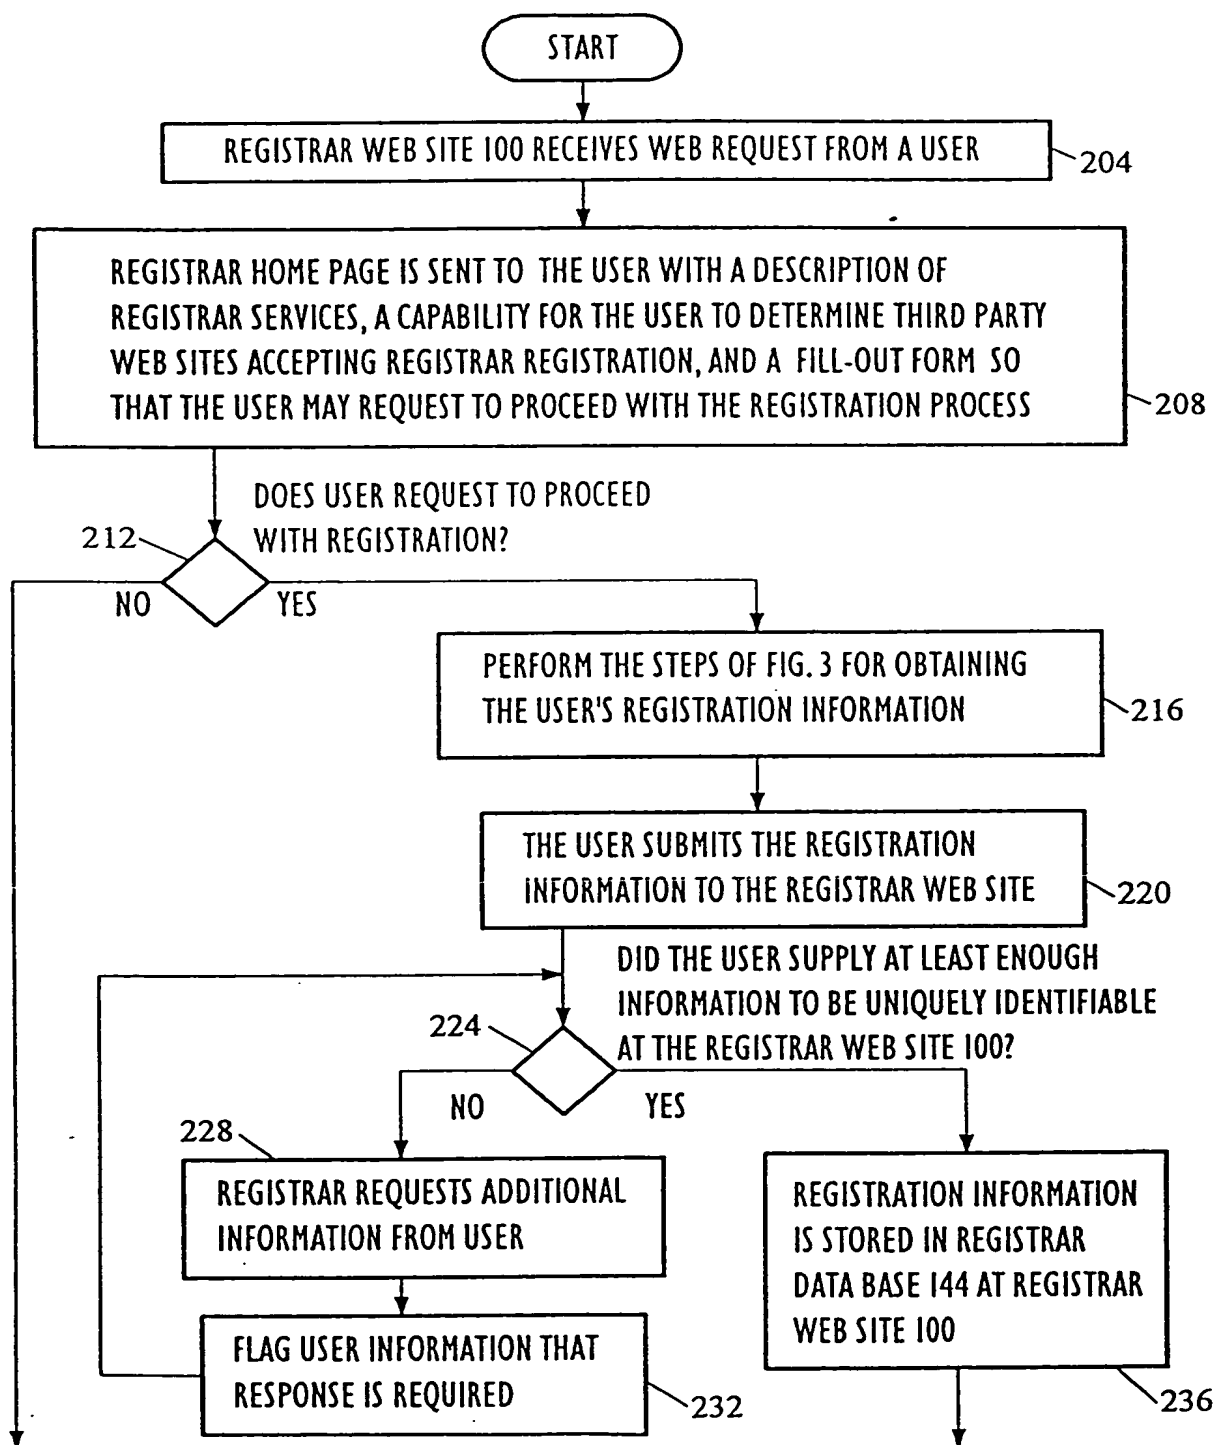 START
REGISTRAR WEB SITE 100 RECEIVES WEB REQUEST FROM A USER
204
REGISTRAR HOME PAGE IS SENT TO THE USER WITH A DESCRIPTION OF
REGISTRAR SERVICES, A CAPABILITY FOR THE USER TO DETERMINE THIRD PARTY
WEB SITES ACCEPTING REGISTRAR REGISTRATION, AND A FILL-OUT FORM SO
THAT THE USER MAY REQUEST TO PROCEED WITH THE REGISTRATION PROCESS
208
DOES USER REQUEST TO PROCEED
WITH REGISTRATION?
212
NO
YES
PERFORM THE STEPS OF FIG. 3 FOR OBTAINING
THE USER'S REGISTRATION INFORMATION
216
THE USER SUBMITS THE REGISTRATION
INFORMATION TO THE REGISTRAR WEB SITE
220
DID THE USER SUPPLY AT LEAST ENOUGH
INFORMATION TO BE UNIQUELY IDENTIFIABLE
AT THE REGISTRAR WEB SITE 100?
224
NO
YES
228
REGISTRAR REQUESTS ADDITIONAL
INFORMATION FROM USER
FLAG USER INFORMATION THAT
RESPONSE IS REQUIRED
232
REGISTRATION INFORMATION
IS STORED IN REGISTRAR
DATA BASE 144 AT REGISTRAR
WEB SITE 100
236